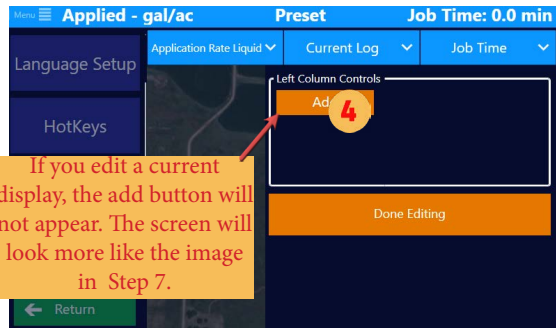 Menu Applied - gal/ac Preset Job Time: 0.0 min
Application Rate Liquid Current Log Job Time
Language Setup
Left Column Controls
Ad
4
HotKeys
If you edit a current
display, the add button will
not appear. The screen will
look more like the image
in Step 7.
Done Editing
Return